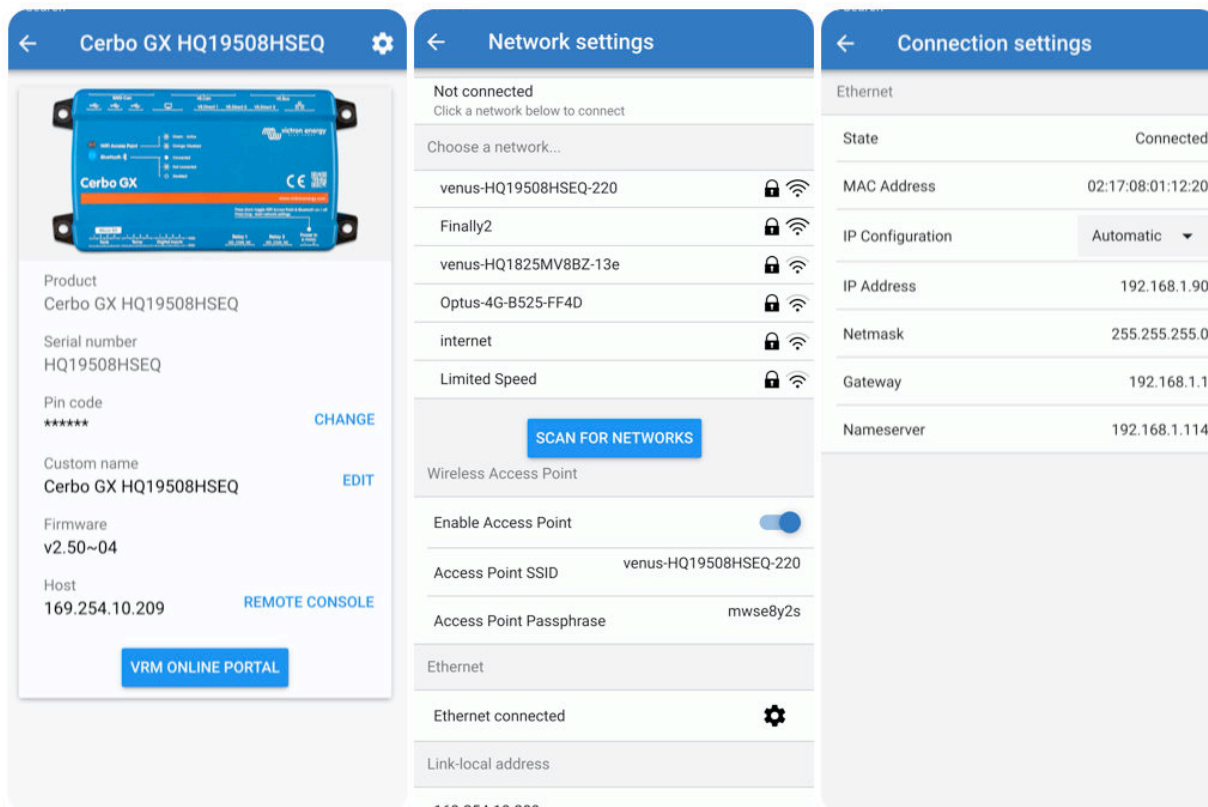 Cerbo GX HQ19508HSEQ
victron energy
Cerbo GX
CE
Product
Cerbo GX HQ19508HSEQ
Serial number
HQ19508HSEQ
Pin code
******
CHANGE
Custom name
Cerbo GX HQ19508HSEQ
EDIT
Firmware
v2.50~04
Host
169.254.10.209
REMOTE CONSOLE
VRM ONLINE PORTAL
Network settings
Not connected
Click a network below to connect
Choose a network...
venus-HQ19508HSEQ-220
Finally2
venus-HQ1825MV8BZ-13e
Optus-4G-B525-FF4D
internet
Limited Speed
SCAN FOR NETWORKS
Wireless Access Point
Enable Access Point
Access Point SSID venus-HQ19508HSEQ-220
Access Point Passphrase mwse8y2s
Ethernet
Ethernet connected
Link-local address
Connection settings
Ethernet
State Connected
MAC Address 02:17:08:01:12:20
IP Configuration Automatic
IP Address 192.168.1.90
Netmask 255.255.255.0
Gateway 192.168.1.1
Nameserver 192.168.1.114